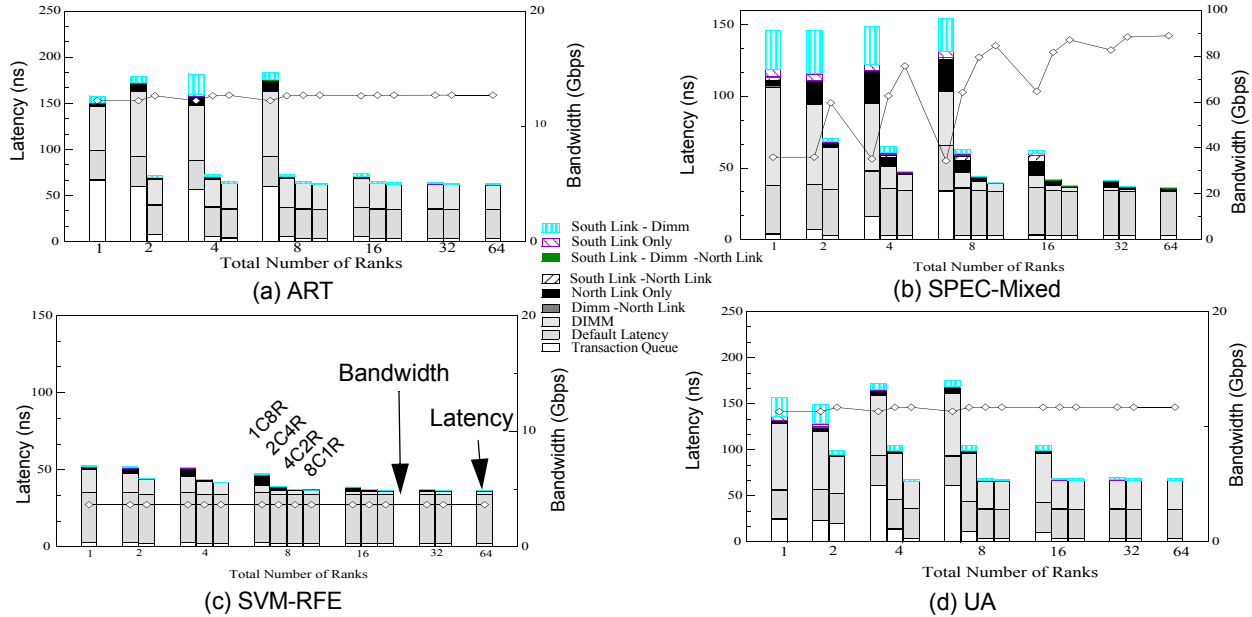 250
200
150
100
50
0
Latency (ns)
20
10
0
Bandwidth (Gbps)
1 2 4 8 16 32 64
Total Number of Ranks
(a) ART
150
100
50
0
Latency (ns)
100
80
60
40
20
0
Bandwidth (Gbps)
1 2 4 8 16 32 64
Total Number of Ranks
(b) SPEC-Mixed
South Link - Dimm
South Link Only
South Link - Dimm -North Link
South Link -North Link
North Link Only
Dimm -North Link
DIMM
Default Latency
Transaction Queue
150
100
50
0
Latency (ns)
20
10
0
Bandwidth (Gbps)
1C8R
2C4R
4C2R
8C1R
Bandwidth
Latency
1 2 4 8 16 32 64
Total Number of Ranks
(c) SVM-RFE
250
200
150
100
50
0
Latency (ns)
20
0
Bandwidth (Gbps)
1 2 4 8 16 32 64
Total Number of Ranks
(d) UA